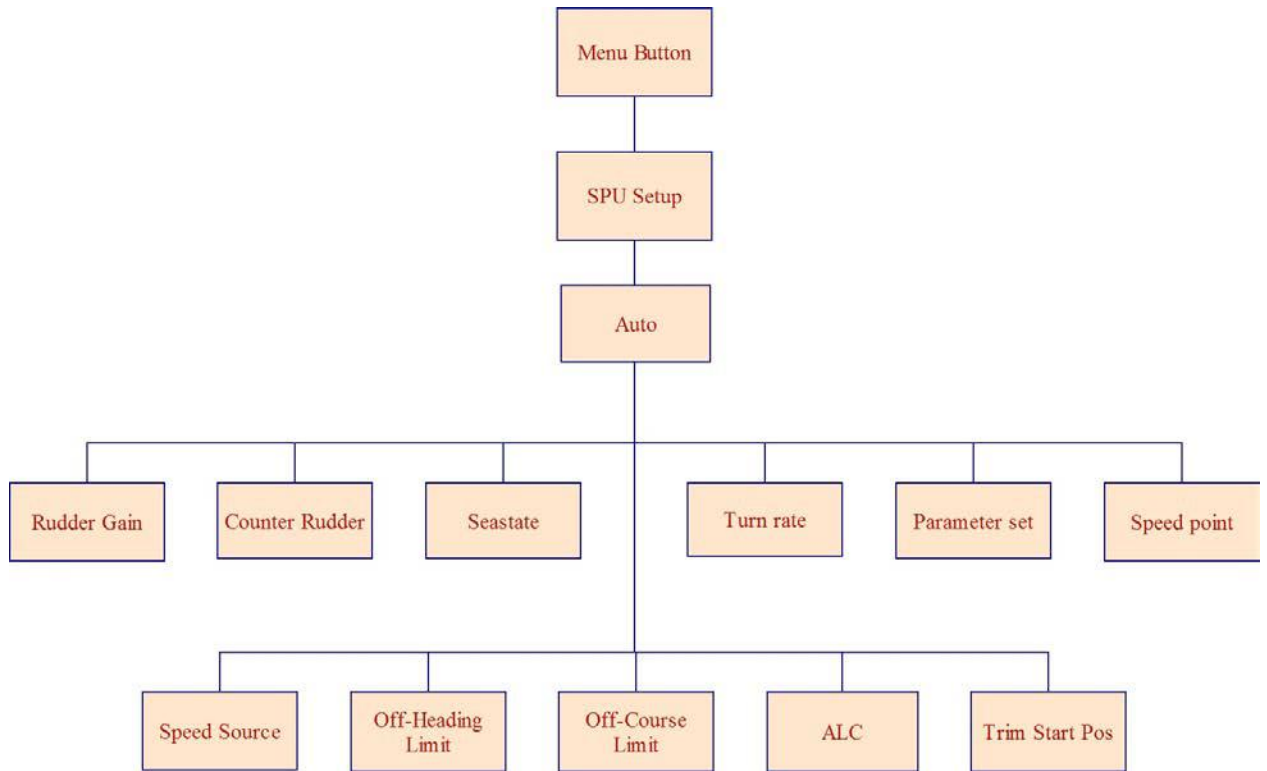 Menu Button
SPU Setup
Auto
Rudder Gain
Counter Rudder
Seastate
Turn rate
Parameter set
Speed point
Speed Source
Off-Heading
Limit
Off-Course
Limit
ALC
Trim Start Pos